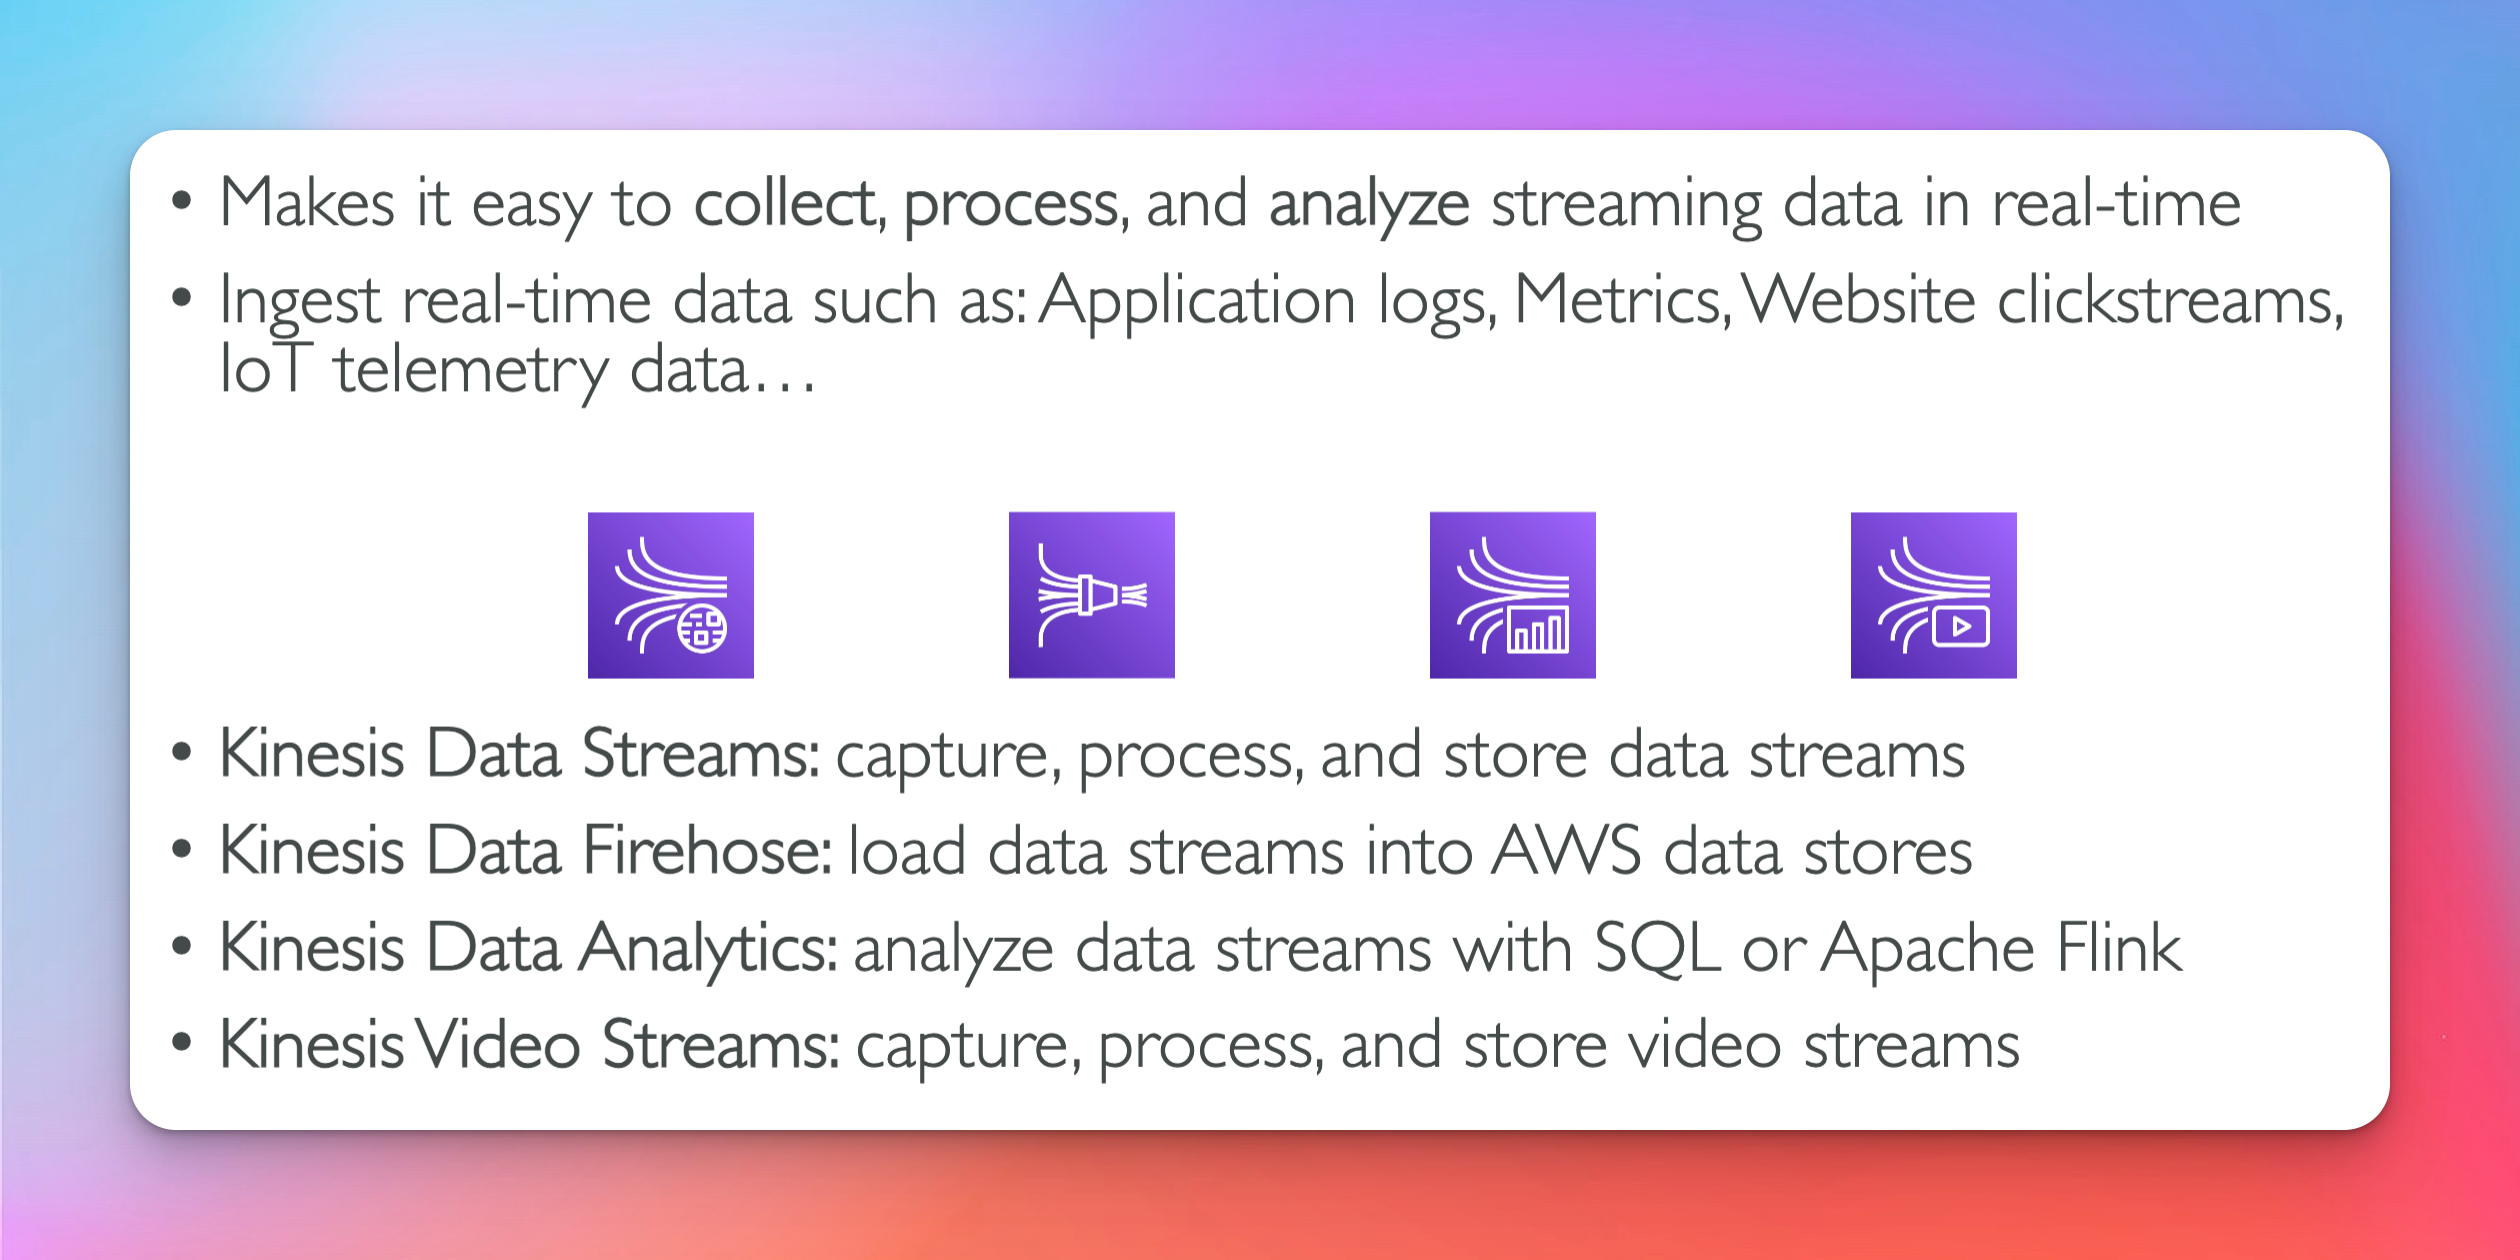 • Makes it easy to collect, process, and analyze streaming data in real-time
• Ingest real-time data such as: Application logs, Metrics, Website clickstreams,
IoT telemetry data…
• Kinesis Data Streams: capture, process, and store data streams
• Kinesis Data Firehose: load data streams into AWS data stores
• Kinesis Data Analytics: analyze data streams with SQL or Apache Flink
• Kinesis Video Streams: capture, process, and store video streams